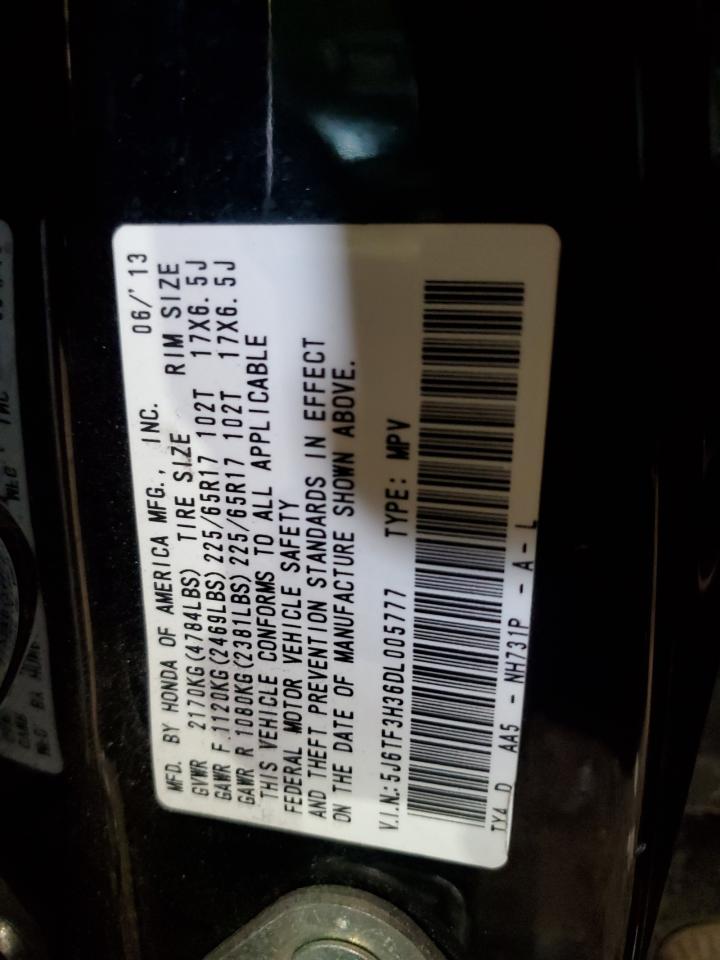 MFD. BY HONDA OF AMERICA MFG., INC. 06/'13
GVWR 2170KG(4784LBS) TIRE SIZE RIM SIZE
GAWR F 1120KG(2469LBS) 225/65R17 102T 17X6.5J
GAWR R 1080KG(2381LBS) 225/65R17 102T 17X6.5J
THIS VEHICLE CONFORMS TO ALL APPLICABLE
FEDERAL MOTOR VEHICLE SAFETY
AND THEFT PREVENTION STANDARDS IN EFFECT
ON THE DATE OF MANUFACTURE SHOWN ABOVE.
V.I.N.:5J6TF3H36DL005777 TYPE: MPV
TY4 D AA5 - NH731P - A - L